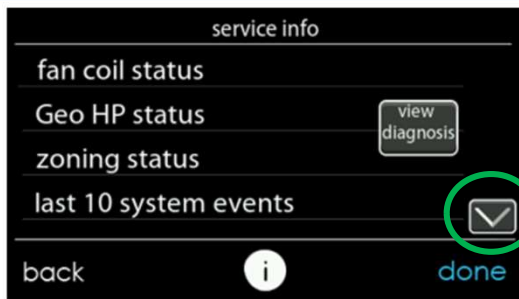 service info
fan coil status
Geo HP status
view
diagnosis
zoning status
last 10 system events
back
i
done